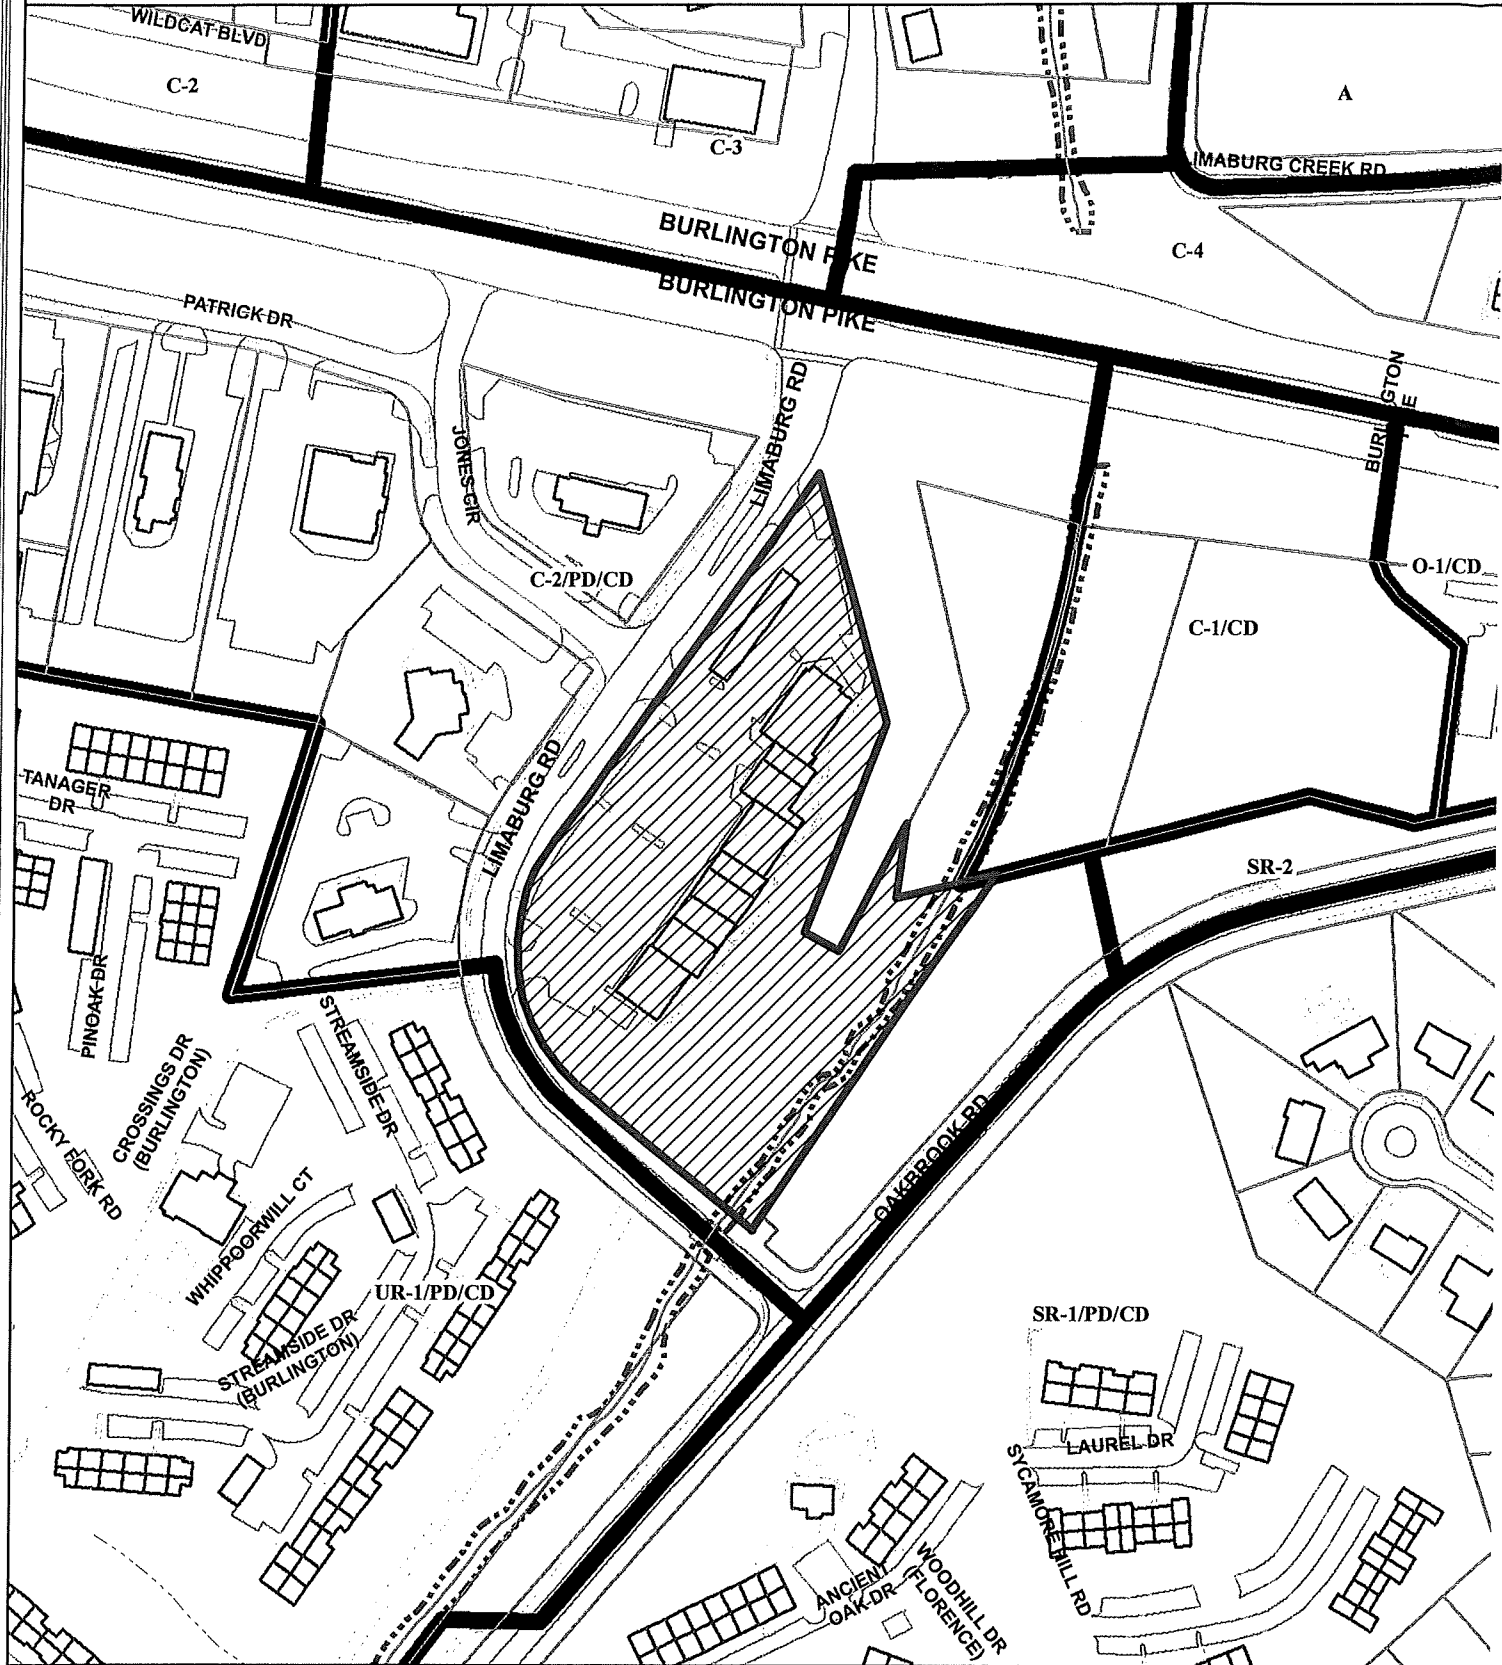 WILDCAT BLVD
C-2
A
C-3
IMABURG CREEK RD
BURLINGTON PIKE
C-4
BURLINGTON PIKE
PATRICK DR
BURLINGTON
LIMABURG RD
JONES CIR
C-2/PD/CD
O-1/CD
C-1/CD
TANAGER
DR
LIMABURG RD
SR-2
PINOAK DR
STREAMSIDE DR
CROSSINGS DR
(BURLINGTON)
ROCKY FORK RD
OAKBROOK RD
WHIPPOORWILL CT
UR-1/PD/CD
STREAMSIDE DR
(BURLINGTON)
SR-1/PD/CD
LAUREL DR
SYCAMORE HILL RD
ANCIENT
OAK DR
WOODHILL DR
(FLORENCE)